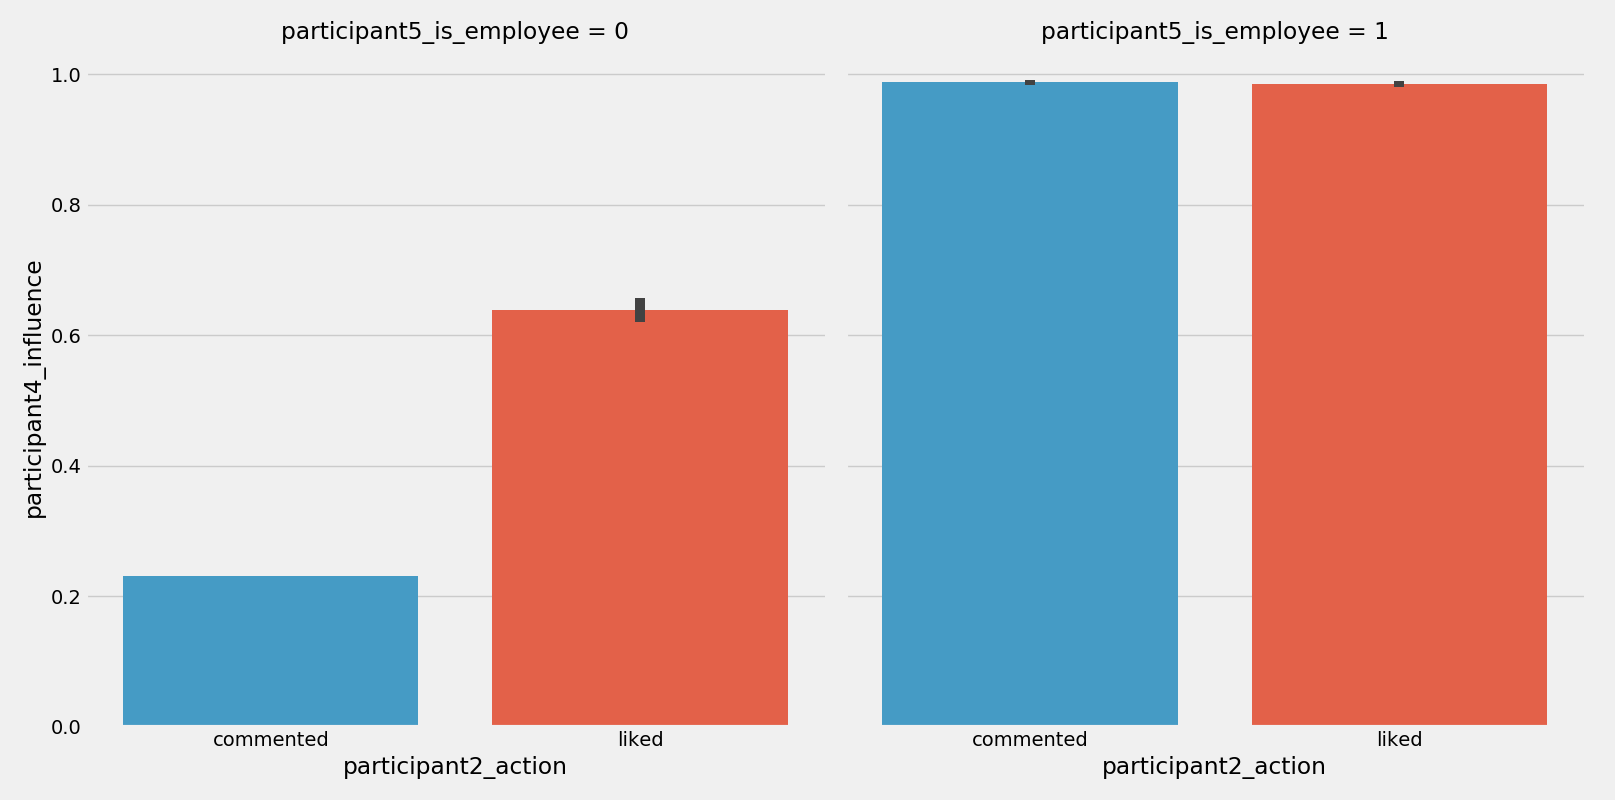 participant5_is_employee = 0
participant5_is_employee = 1
participant4_influence
1.0
0.8
0.6
0.4
0.2
0.0
commented
liked
commented
liked
participant2_action
participant2_action